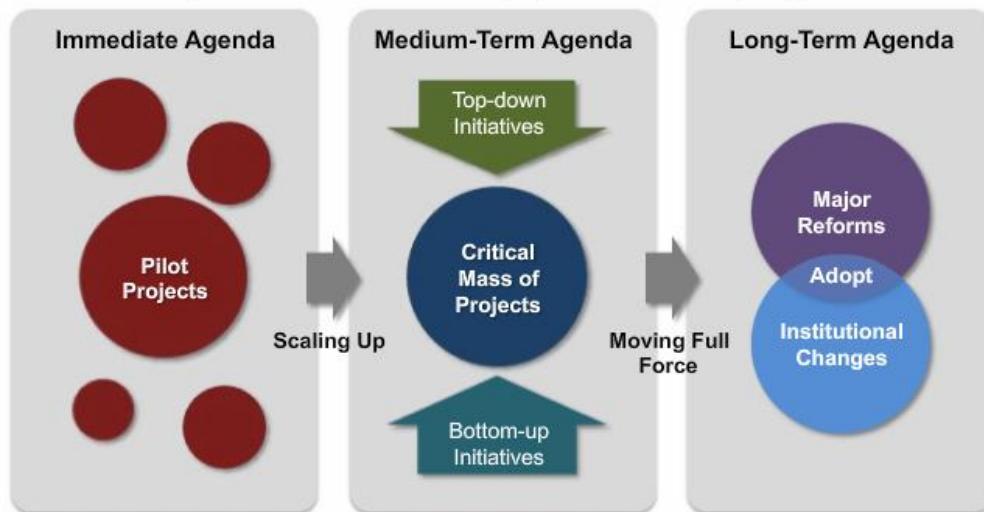 Immediate Agenda
Pilot
Projects
Scaling Up
Medium-Term Agenda
Top-down
Initiatives
Critical
Mass of
Projects
Bottom-up
Initiatives
Moving Full
Force
Long-Term Agenda
Major
Reforms
Adopt
Institutional
Changes